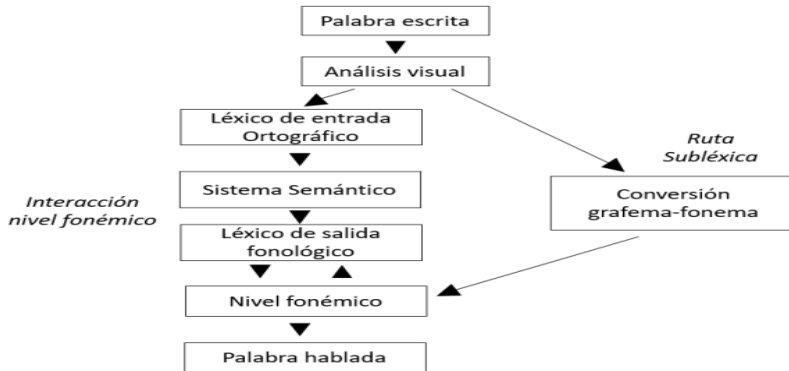 Palabra escrita
Análisis visual
Léxico de entrada
Ortográfico
Ruta
Subléxica
Sistema Semántico
Conversión
grafema-fonema
Interacción
nivel fonémico
Léxico de salida
fonológico
Nivel fonémico
Palabra hablada